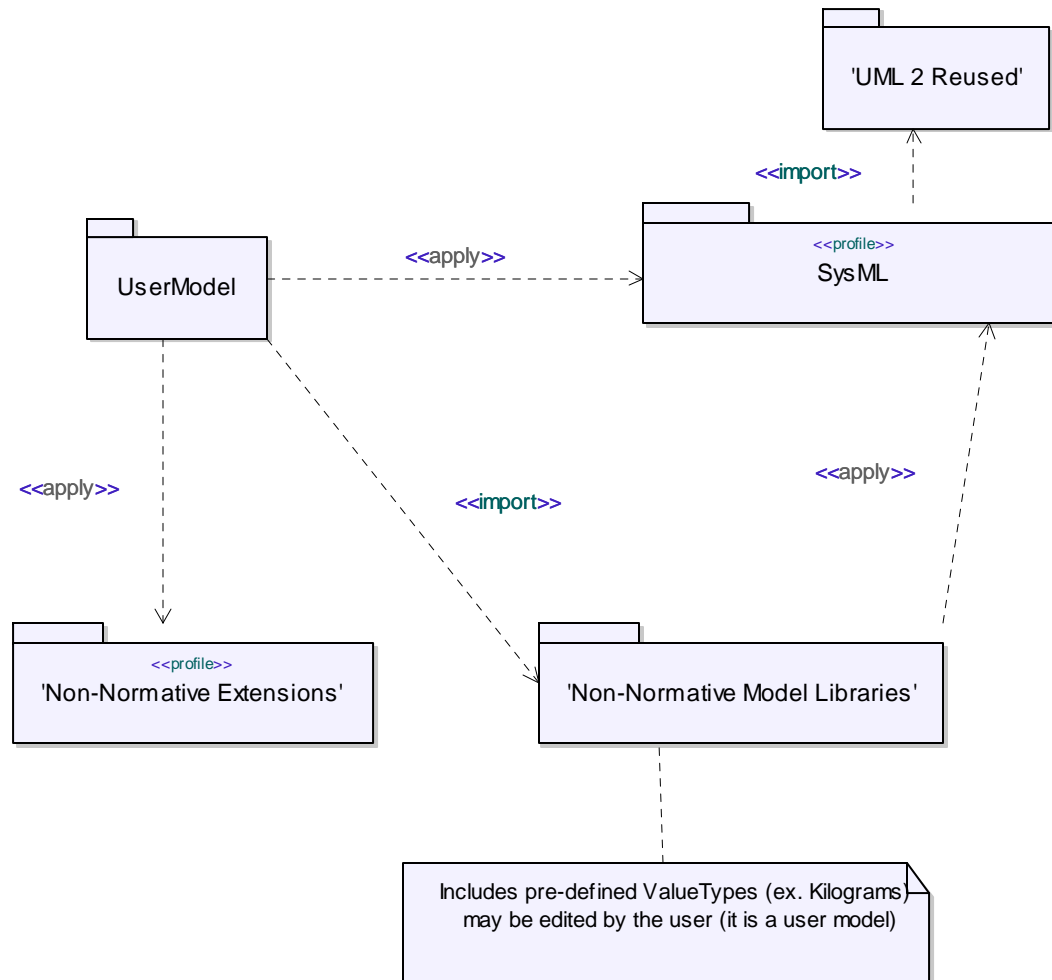 'UML 2 Reused'
<<import>>
<<profile>>
SysML
<<apply>>
UserModel
<<apply>>
<<import>>
<<apply>>
<<profile>>
'Non-Normative Extensions'
'Non-Normative Model Libraries'
Includes pre-defined ValueTypes (ex. Kilograms)
may be edited by the user (it is a user model)